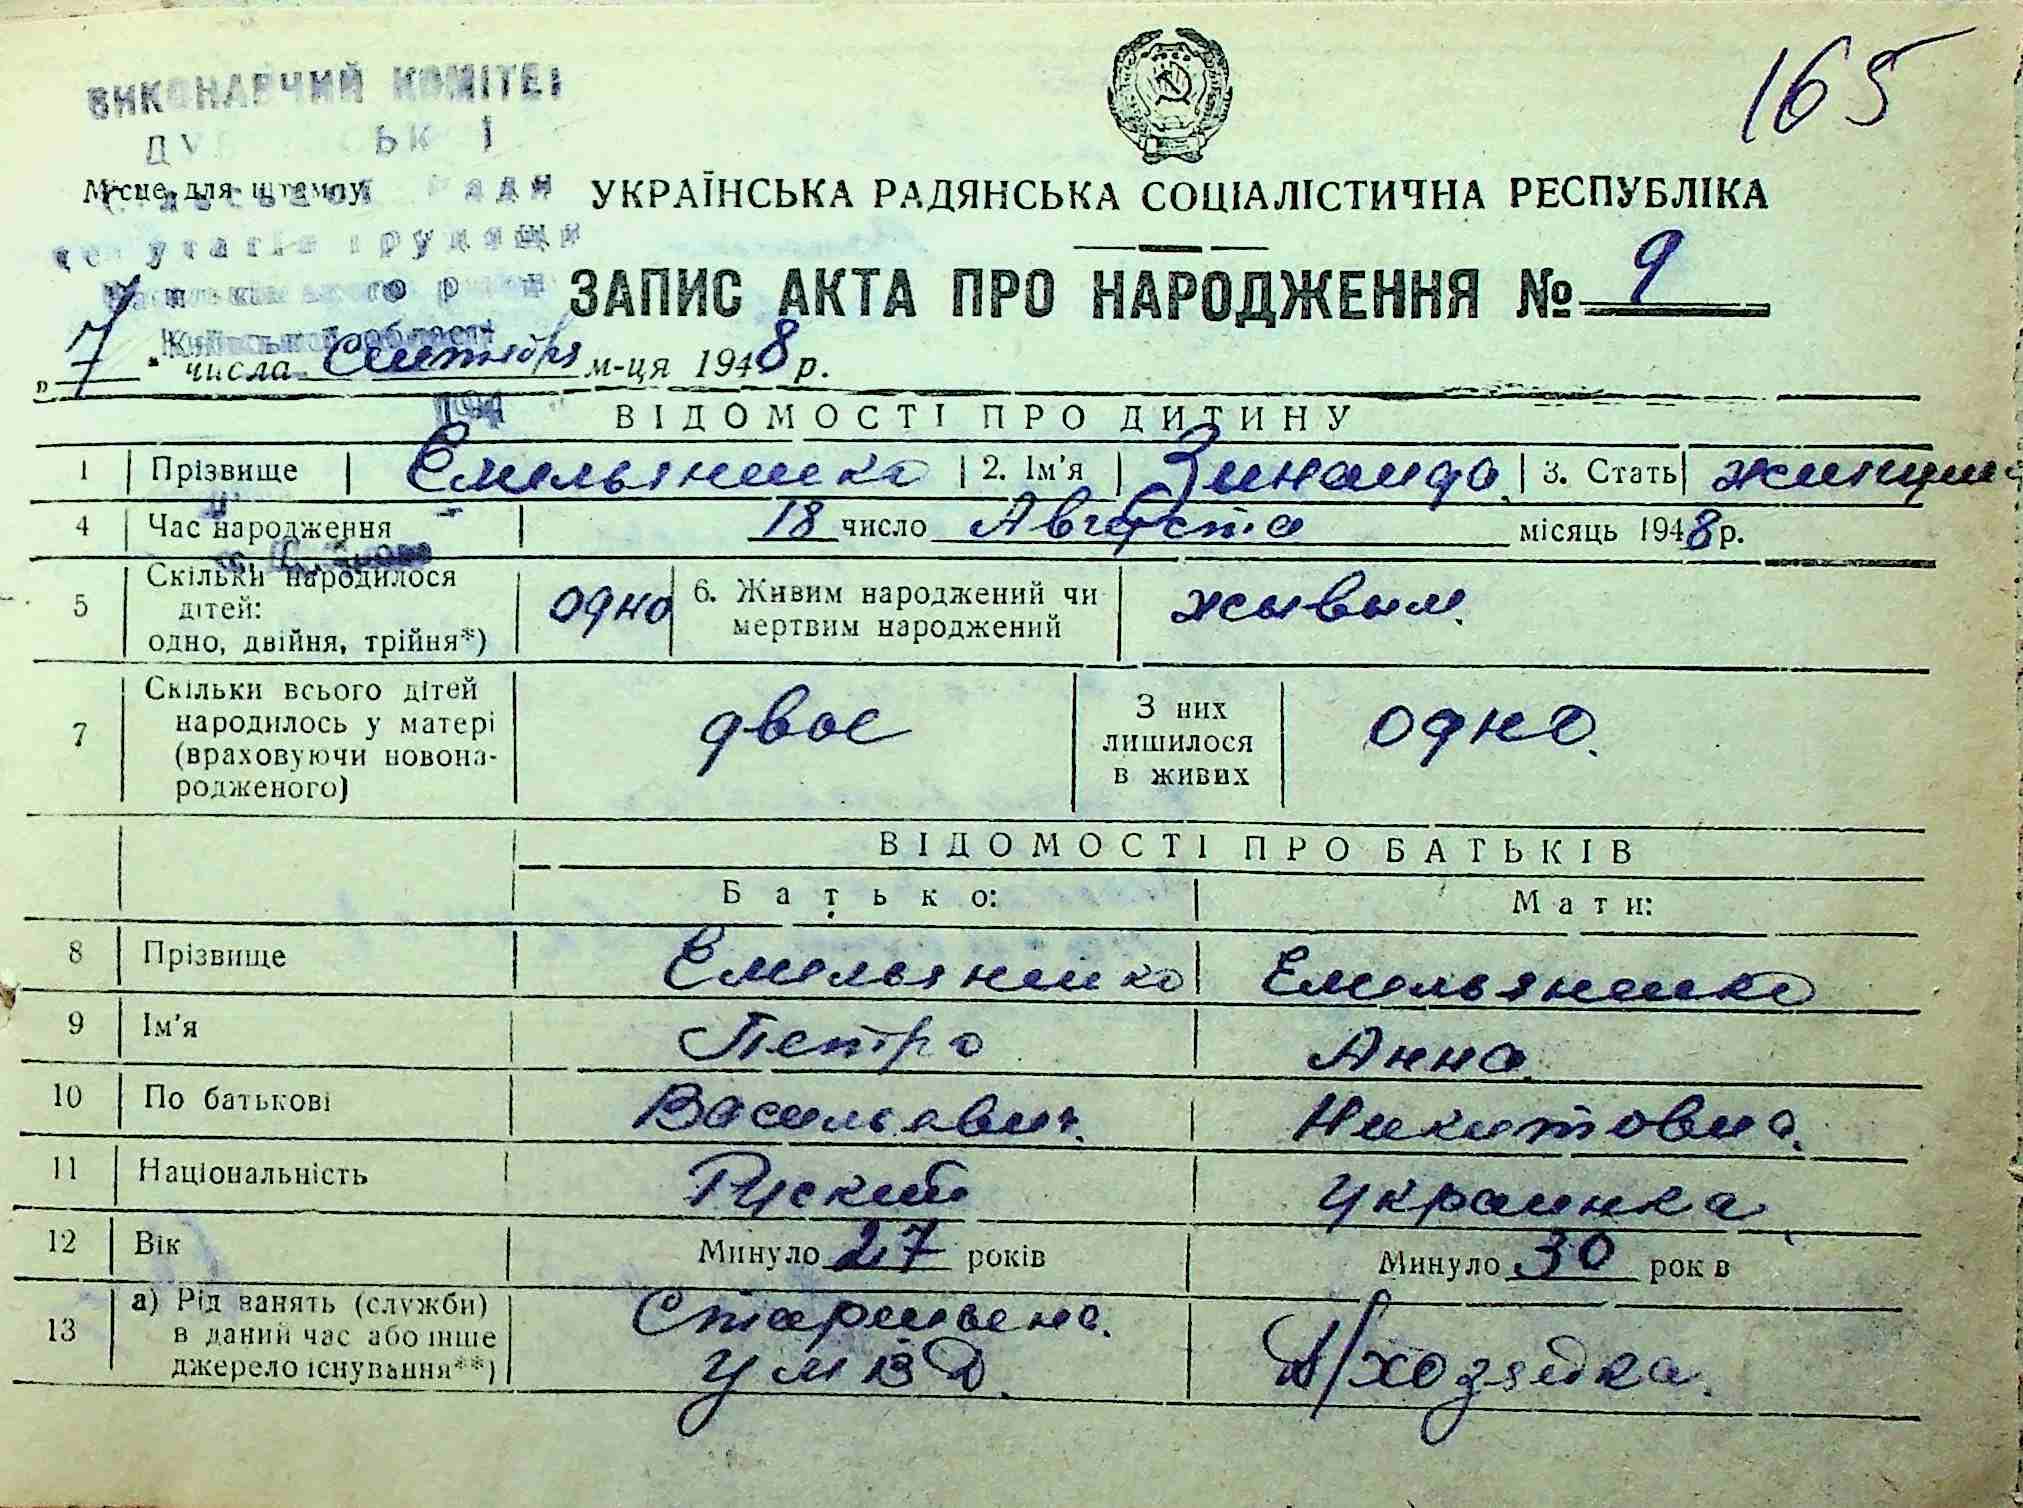 165
ВИКОНАВЧИЙ КОМІТЕТ
Місце для штампу
УКРАЇНСЬКА РАДЯНСЬКА СОЦІАЛІСТИЧНА РЕСПУБЛІКА
ЗАПИС АКТА ПРО НАРОДЖЕННЯ № 9
Київської області
„ 7 " числа Сентября м-ця 1948 р.
194
ВІДОМОСТІ ПРО ДИТИНУ
1 Прізвище Емельяненко 2. Ім'я Зинаида 3. Стать
4 Час народження 18 число Августа місяць 1948 р.
5 Скільки народилося дітей: одно, двійня, трійня*) одно 6. Живим народжений чи мертвим народжений живым.
7 Скільки всього дітей народилось у матері (враховуючи новонародженого) двое З них лишилося в живих одно.
ВІДОМОСТІ ПРО БАТЬКІВ
Батько: Мати:
8 Прізвище Емельяненко Емельяненко
9 Ім'я Петро Анна
10 По батькові Васильевич. Никитовна.
11 Національність Руский украинка
12 Вік Минуло 27 років Минуло 30 рок в
13 а) Рід занять (служби) в даний час або інше джерело існування**) УМВД. Д/хозяйка.